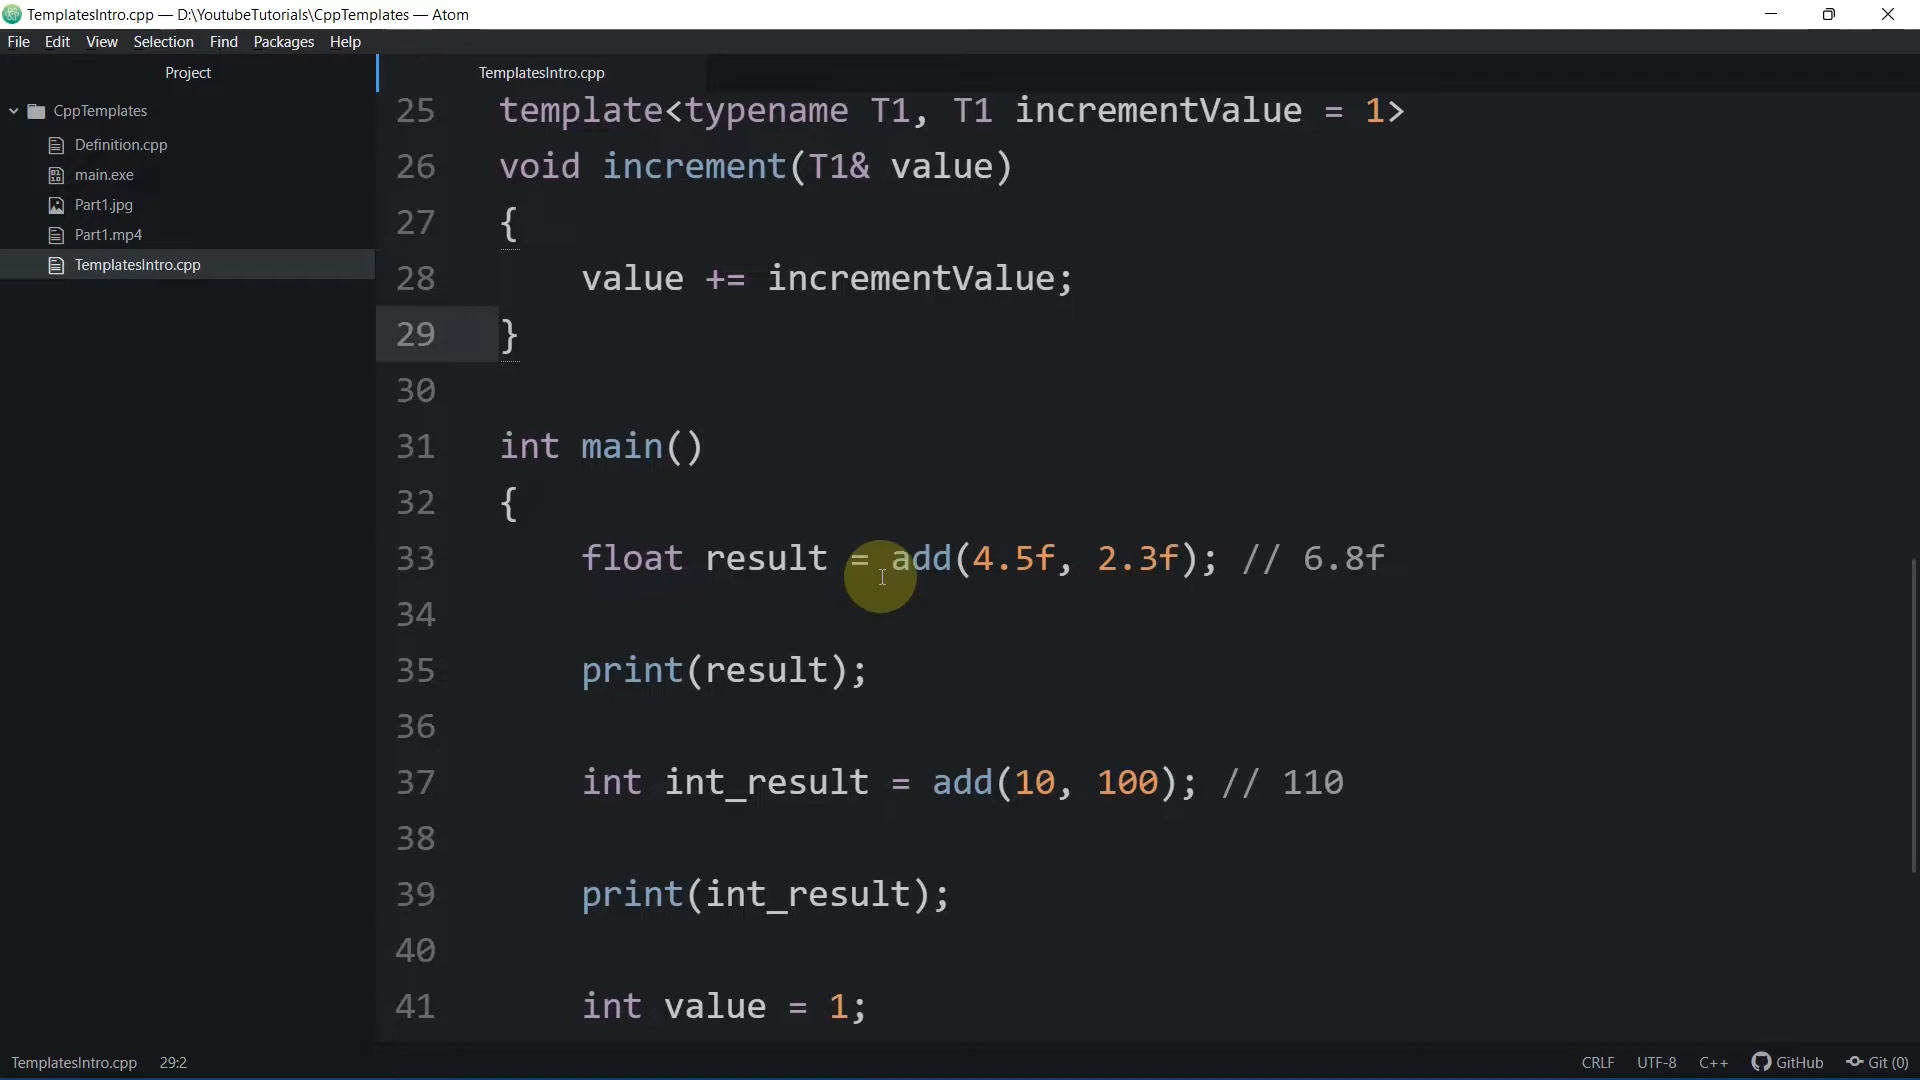 TemplatesIntro.cpp — D:\YoutubeTutorials\CppTemplates — Atom
File Edit View Selection Find Packages Help
Project
TemplatesIntro.cpp
CppTemplates
Definition.cpp
main.exe
Part1.jpg
Part1.mp4
TemplatesIntro.cpp
25 template<typename T1, T1 incrementValue = 1>
26 void increment(T1& value)
27 {
28 value += incrementValue;
29 }
30
31 int main()
32 {
33 float result = add(4.5f, 2.3f); // 6.8f
34
35 print(result);
36
37 int int_result = add(10, 100); // 110
38
39 print(int_result);
40
41 int value = 1;
TemplatesIntro.cpp 29:2 CRLF UTF-8 C++ GitHub Git (0)